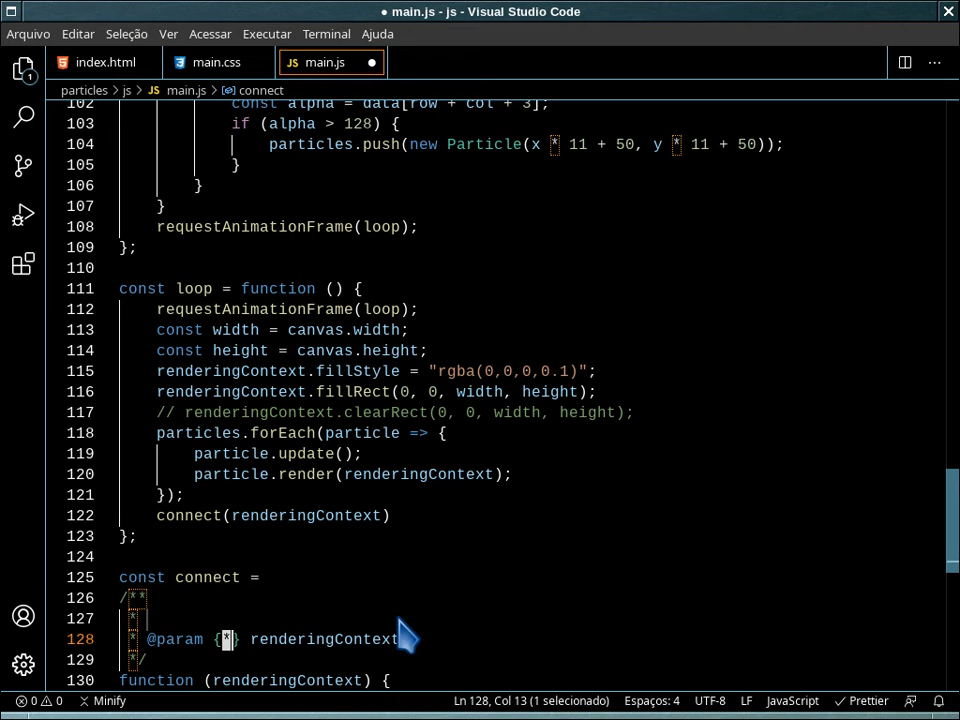 ● main.js - js - Visual Studio Code
Arquivo Editar Seleção Ver Acessar Executar Terminal Ajuda
index.html main.css JS main.js ● ···
particles > js > JS main.js > connect
102 const alpha = data[row + col + 3];
103 if (alpha > 128) {
104 particles.push(new Particle(x * 11 + 50, y * 11 + 50));
105 }
106 }
107 }
108 requestAnimationFrame(loop);
109 };
110
111 const loop = function () {
112 requestAnimationFrame(loop);
113 const width = canvas.width;
114 const height = canvas.height;
115 renderingContext.fillStyle = "rgba(0,0,0,0.1)";
116 renderingContext.fillRect(0, 0, width, height);
117 // renderingContext.clearRect(0, 0, width, height);
118 particles.forEach(particle => {
119 particle.update();
120 particle.render(renderingContext);
121 });
122 connect(renderingContext)
123 };
124
125 const connect =
126 /**
127 *
128 * @param {*} renderingContext
129 */
130 function (renderingContext) {
1
0 0 Minify Ln 128, Col 13 (1 selecionado) Espaços: 4 UTF-8 LF JavaScript Prettier